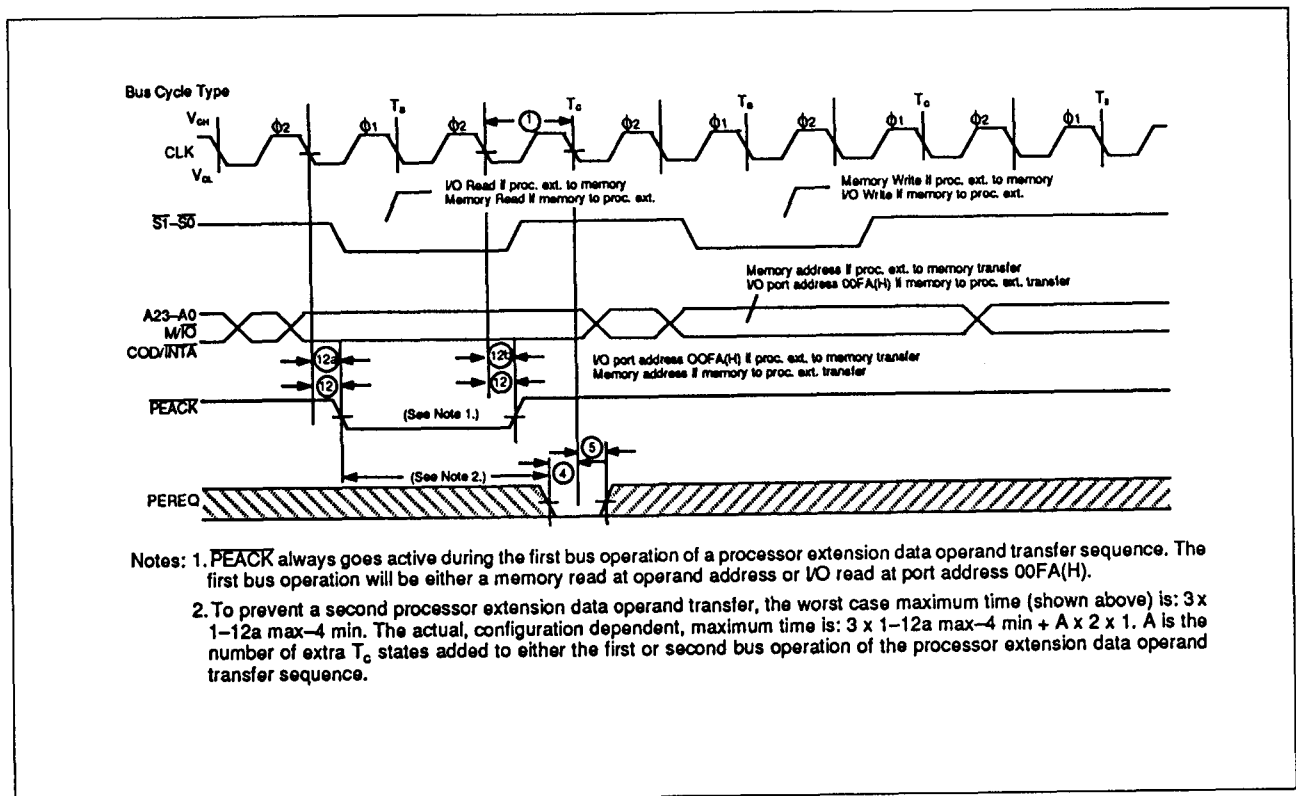 Bus Cycle Type
V_CH
CLK
V_CL
ϕ2
ϕ1
T_s
ϕ2
1
T_c
ϕ2
ϕ1
T_s
ϕ2
ϕ1
T_c
ϕ2
ϕ1
T_s
I/O Read if proc. ext. to memory
Memory Read if memory to proc. ext.
Memory Write if proc. ext. to memory
I/O Write if memory to proc. ext.
S1–S0
Memory address if proc. ext. to memory transfer
I/O port address 00FA(H) if memory to proc. ext. transfer
A23–A0
M/IO
COD/INTA
12a
12b
I/O port address 00FA(H) if proc. ext. to memory transfer
Memory address if memory to proc. ext. transfer
12
12
PEACK
(See Note 1.)
5
(See Note 2.)
4
PEREQ
Notes: 1. PEACK always goes active during the first bus operation of a processor extension data operand transfer sequence. The
first bus operation will be either a memory read at operand address or I/O read at port address 00FA(H).
2. To prevent a second processor extension data operand transfer, the worst case maximum time (shown above) is: 3 x
1–12a max–4 min. The actual, configuration dependent, maximum time is: 3 x 1–12a max–4 min + A x 2 x 1. A is the
number of extra T_c states added to either the first or second bus operation of the processor extension data operand
transfer sequence.